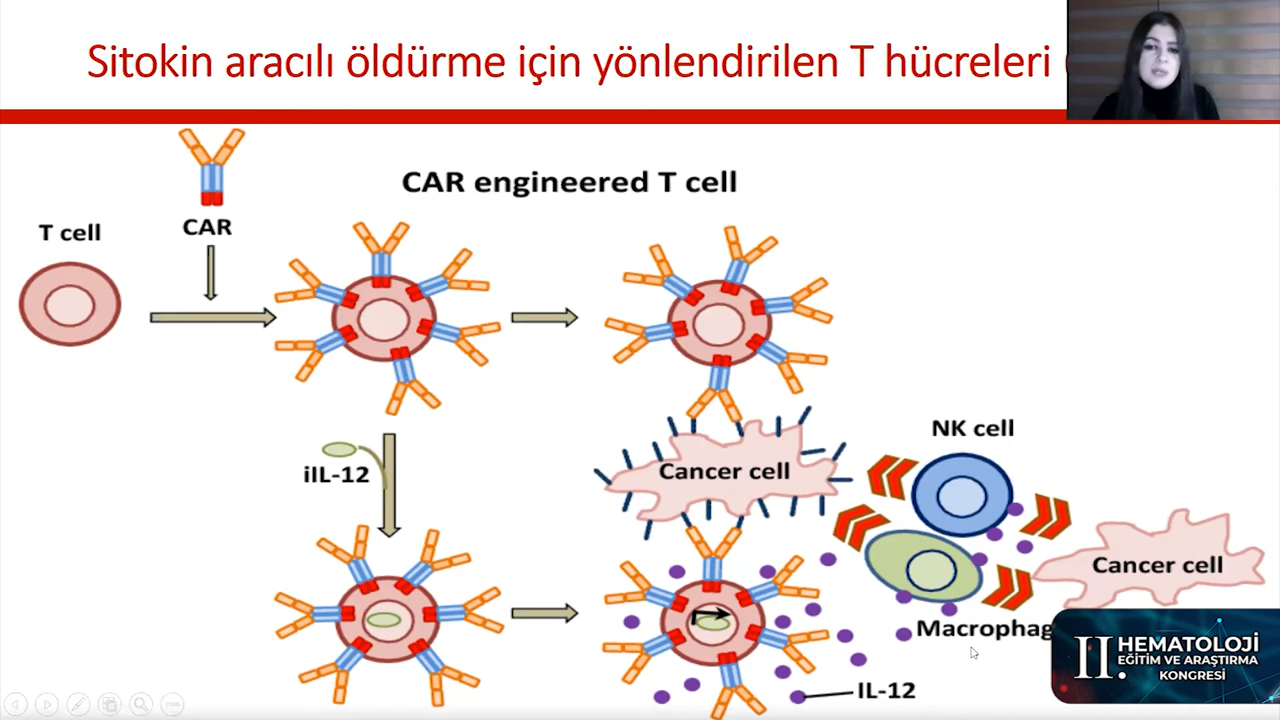 Sitokin aracılı öldürme için yönlendirilen T hücreleri
CAR engineered T cell
T cell
CAR
iIL-12
Cancer cell
NK cell
Cancer cell
Macrophag
IL-12
II. HEMATOLOJİ
EĞİTİM VE ARAŞTIRMA
KONGRESİ